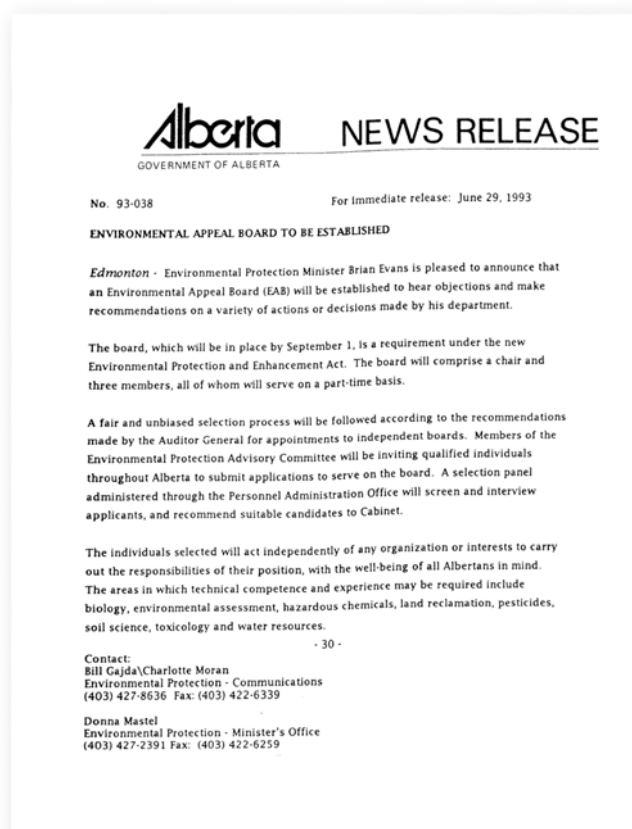 Alberta NEWS RELEASE
GOVERNMENT OF ALBERTA
No. 93-038 For immediate release: June 29, 1993
ENVIRONMENTAL APPEAL BOARD TO BE ESTABLISHED
Edmonton - Environmental Protection Minister Brian Evans is pleased to announce that
an Environmental Appeal Board (EAB) will be established to hear objections and make
recommendations on a variety of actions or decisions made by his department.
The board, which will be in place by September 1, is a requirement under the new
Environmental Protection and Enhancement Act. The board will comprise a chair and
three members, all of whom will serve on a part-time basis.
A fair and unbiased selection process will be followed according to the recommendations
made by the Auditor General for appointments to independent boards. Members of the
Environmental Protection Advisory Committee will be inviting qualified individuals
throughout Alberta to submit applications to serve on the board. A selection panel
administered through the Personnel Administration Office will screen and interview
applicants, and recommend suitable candidates to Cabinet.
The individuals selected will act independently of any organization or interests to carry
out the responsibilities of their position, with the well-being of all Albertans in mind.
The areas in which technical competence and experience may be required include
biology, environmental assessment, hazardous chemicals, land reclamation, pesticides,
soil science, toxicology and water resources.
- 30 -
Contact:
Bill Gajda\Charlotte Moran
Environmental Protection - Communications
(403) 427-8636 Fax: (403) 422-6339
Donna Mastel
Environmental Protection - Minister's Office
(403) 427-2391 Fax: (403) 422-6259